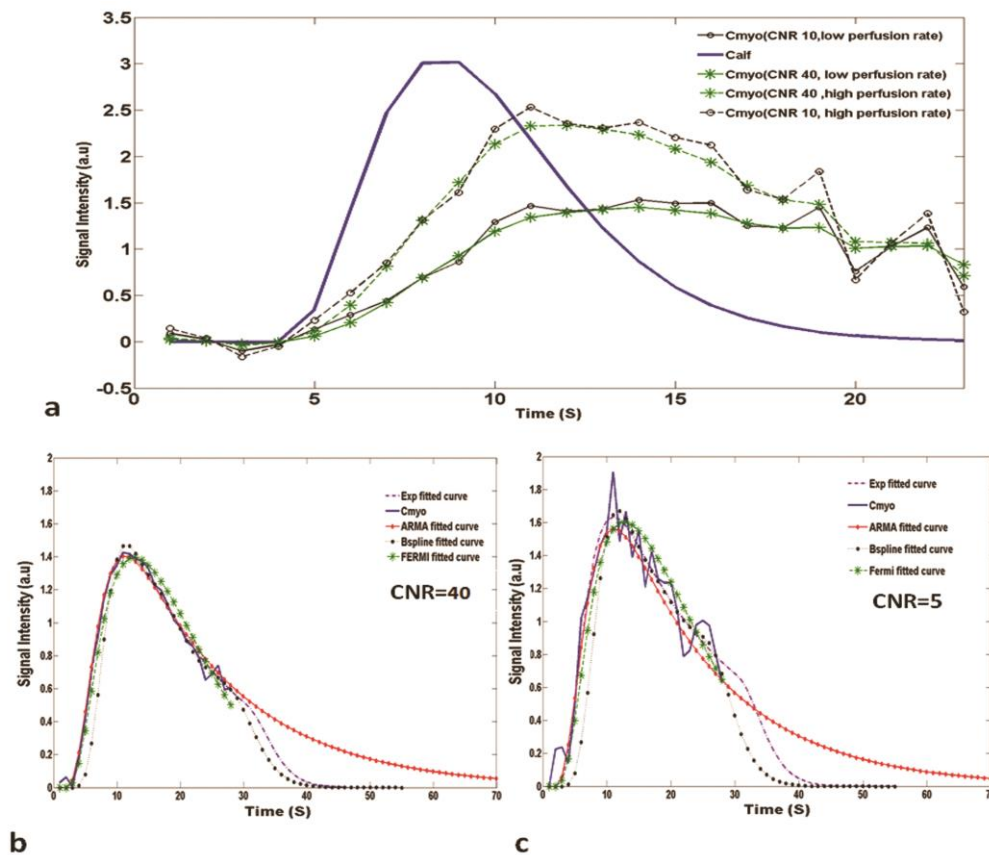 3.5
3
2.5
2
1.5
1
0.5
0
-0.5
Signal Intensity (a.u)
Cmyo(CNR 10,low perfusion rate)
Caif
Cmyo(CNR 40, low perfusion rate)
Cmyo(CNR 40 ,high perfusion rate)
Cmyo(CNR 10, high perfusion rate)
0 5 10 15 20
Time (S)
a
2
1.8
1.6
1.4
1.2
1
0.8
0.6
0.4
0.2
0
Signal Intensity (a.u)
Exp fitted curve
Cmyo
ARMA fitted curve
Bspline fitted curve
FERMI fitted curve
CNR=40
0 10 20 30 40 50 60 70
Time (S)
b
2
1.8
1.6
1.4
1.2
1
0.8
0.6
0.4
0.2
0
Signal Intensity (a.u)
Exp fitted curve
Cmyo
ARMA fitted curve
Bspline fitted curve
Fermi fitted curve
CNR=5
0 10 20 30 40 50 60 70
Time (S)
c